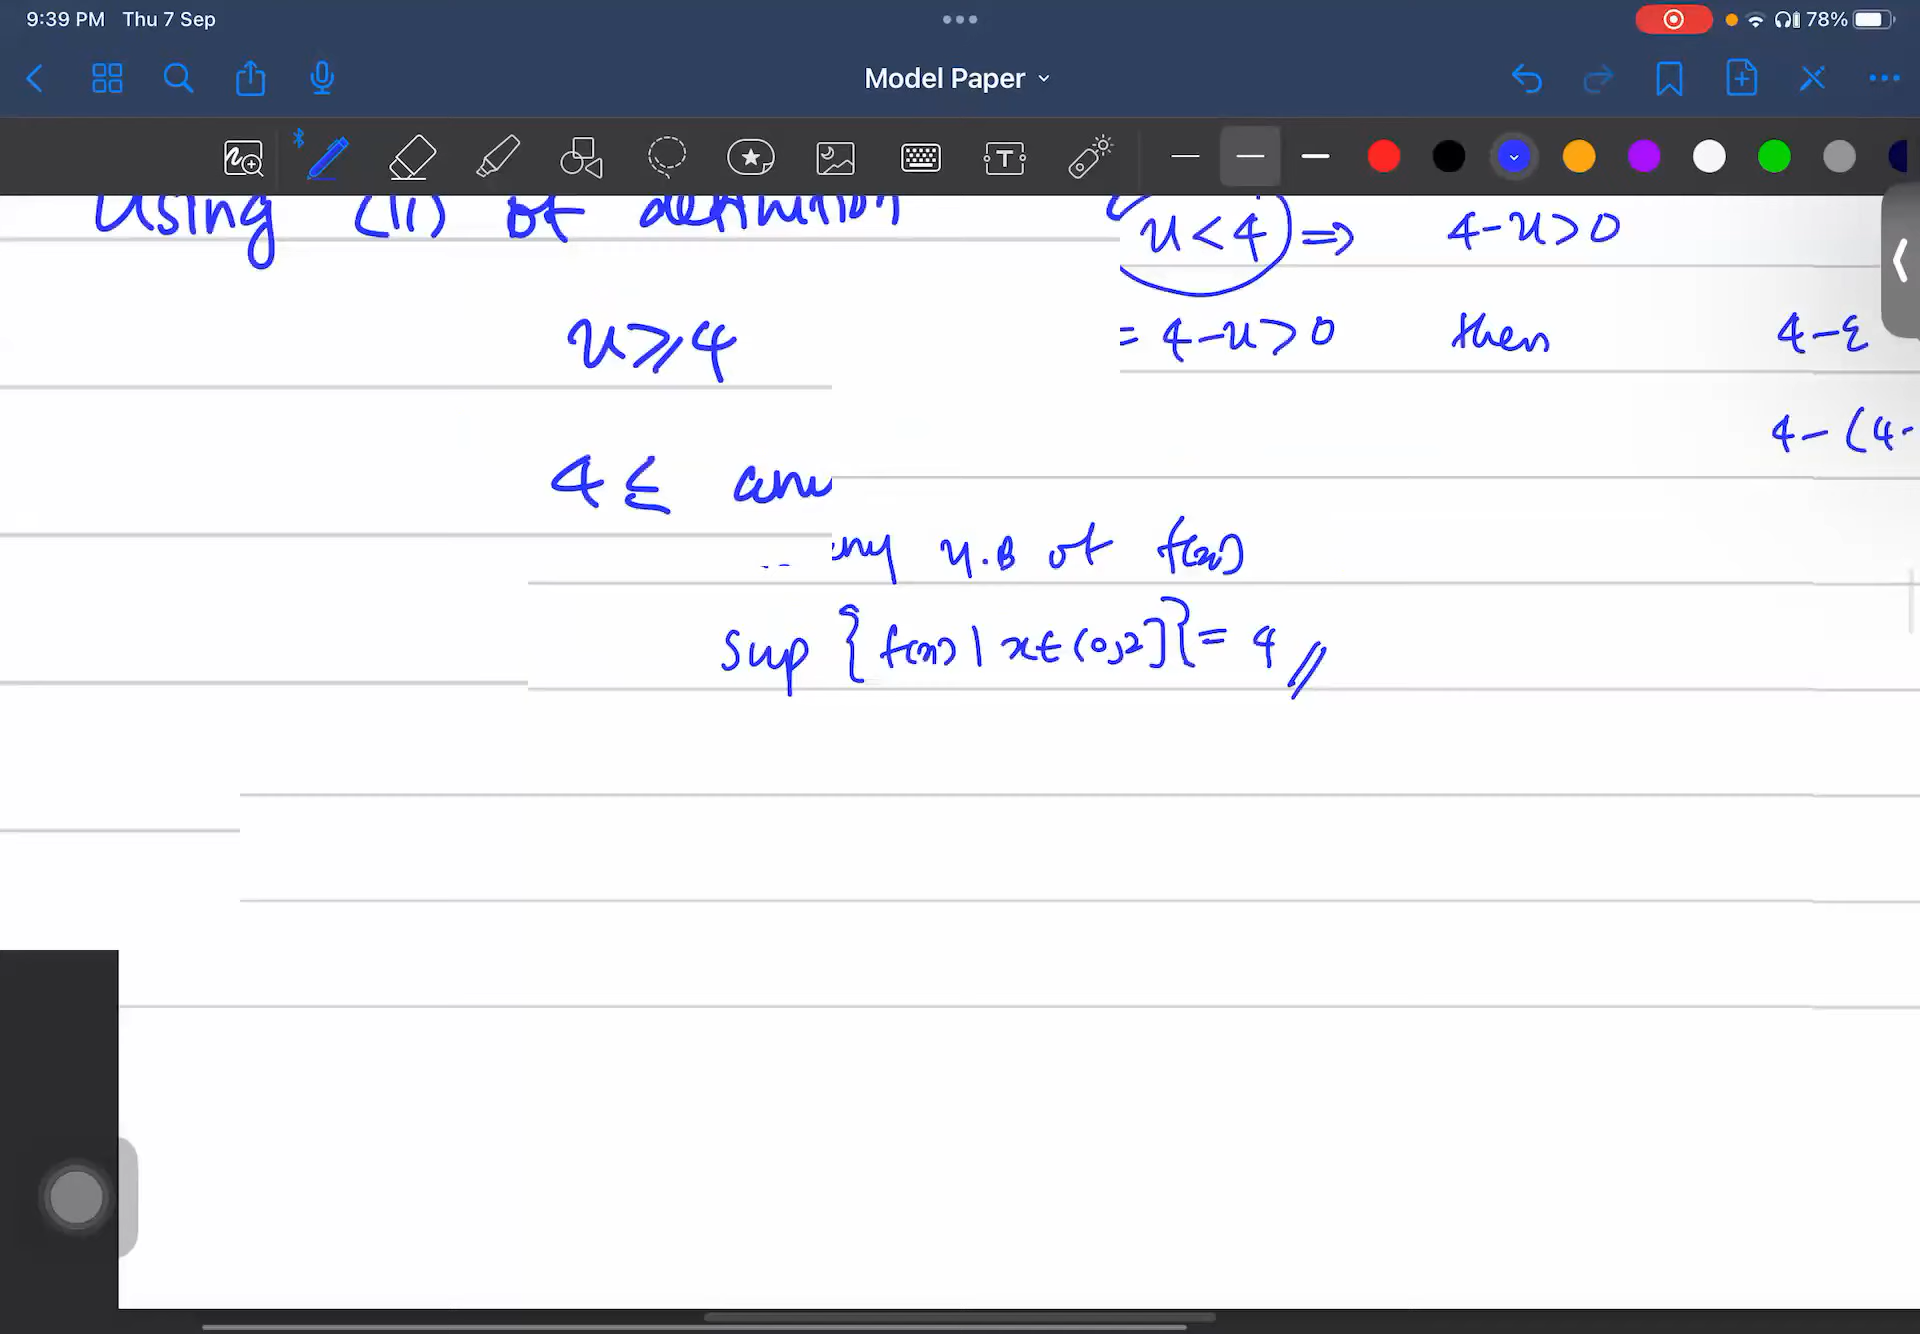 9:39 PM Thu 7 Sep
78%
Model Paper
T
Using (ii) of definition
u<4 ⇒ 4-u>0
u≥4
= 4-u>0 then 4-ε
4-(4-
4 ≤ any
any u.B of f(x)
Sup {f(x) | x∈(0,2]} = 4 //